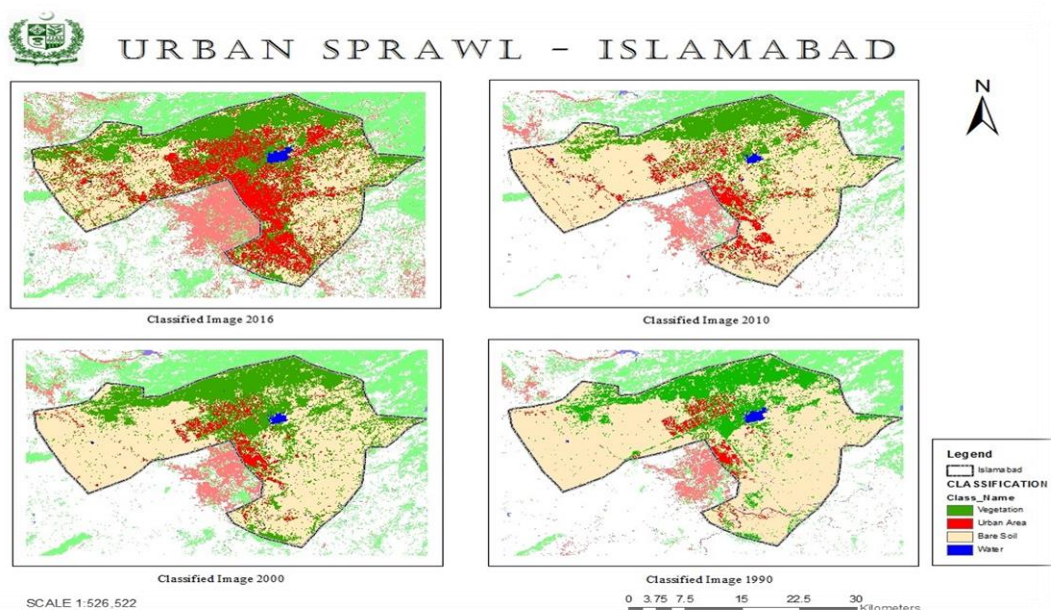 URBAN SPRAWL - ISLAMABAD
N
Classified Image 2016
Classified Image 2010
Classified Image 2000
Classified Image 1990
Legend
Islamabad
CLASSIFICATION
Class_Name
Vegetation
Urban Area
Bare Soil
Water
SCALE 1:526,522
0 3.75 7.5 15 22.5 30
Kilometers